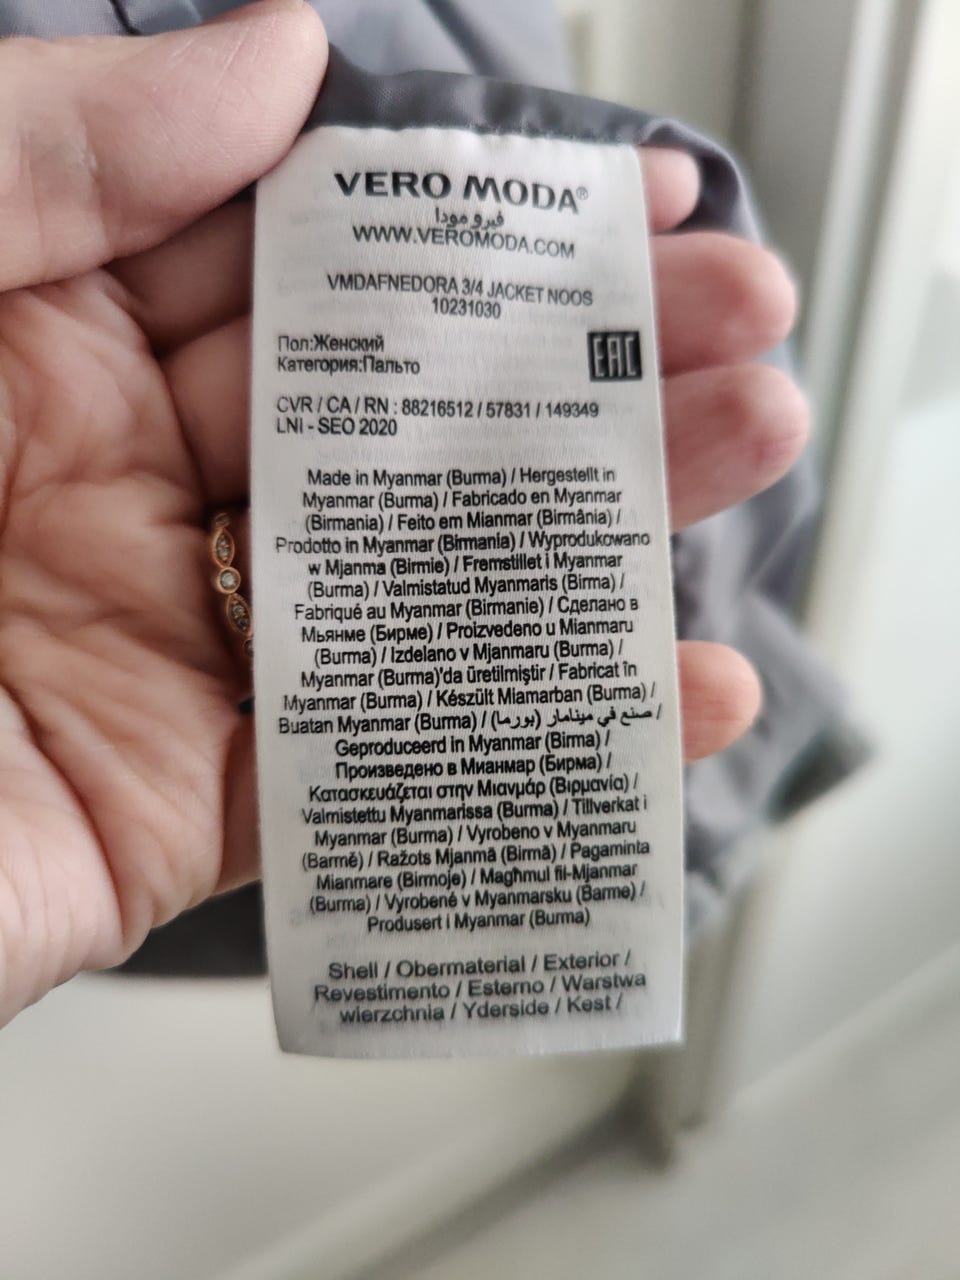 VERO MODA®
فيرو مودا
WWW.VEROMODA.COM
VMDAFNEDORA 3/4 JACKET NOOS
10231030
Пол:Женский
Категория:Пальто
EAC
CVR / CA / RN : 88216512 / 57831 / 149349
LNI - SEO 2020
Made in Myanmar (Burma) / Hergestellt in
Myanmar (Burma) / Fabricado en Myanmar
(Birmania) / Feito em Mianmar (Birmânia) /
Prodotto in Myanmar (Birmania) / Wyprodukowano
w Mjanma (Birmie) / Fremstillet i Myanmar
(Burma) / Valmistatud Myanmaris (Birma) /
Fabriqué au Myanmar (Birmanie) / Сделано в
Мьянме (Бирме) / Proizvedeno u Mianmaru
(Burma) / Izdelano v Mjanmaru (Burma) /
Myanmar (Burma)'da üretilmiştir / Fabricat în
Myanmar (Burma) / Készült Miamarban (Burma) /
Buatan Myanmar (Burma) / صنع في مينامار (بورما) /
Geproduceerd in Myanmar (Birma) /
Произведено в Мианмар (Бирма) /
Κατασκευάζεται στην Μιανμάρ (Βιρμανία) /
Valmistettu Myanmarissa (Burma) / Tillverkat i
Myanmar (Burma) / Vyrobeno v Myanmaru
(Barmě) / Ražots Mjanmā (Birmā) / Pagaminta
Mianmare (Birmoje) / Magħmul fil-Mjanmar
(Burma) / Vyrobené v Myanmarsku (Barme) /
Produsert i Myanmar (Burma)
Shell / Obermaterial / Exterior /
Revestimento / Esterno / Warstwa
wierzchnia / Yderside / Kest /